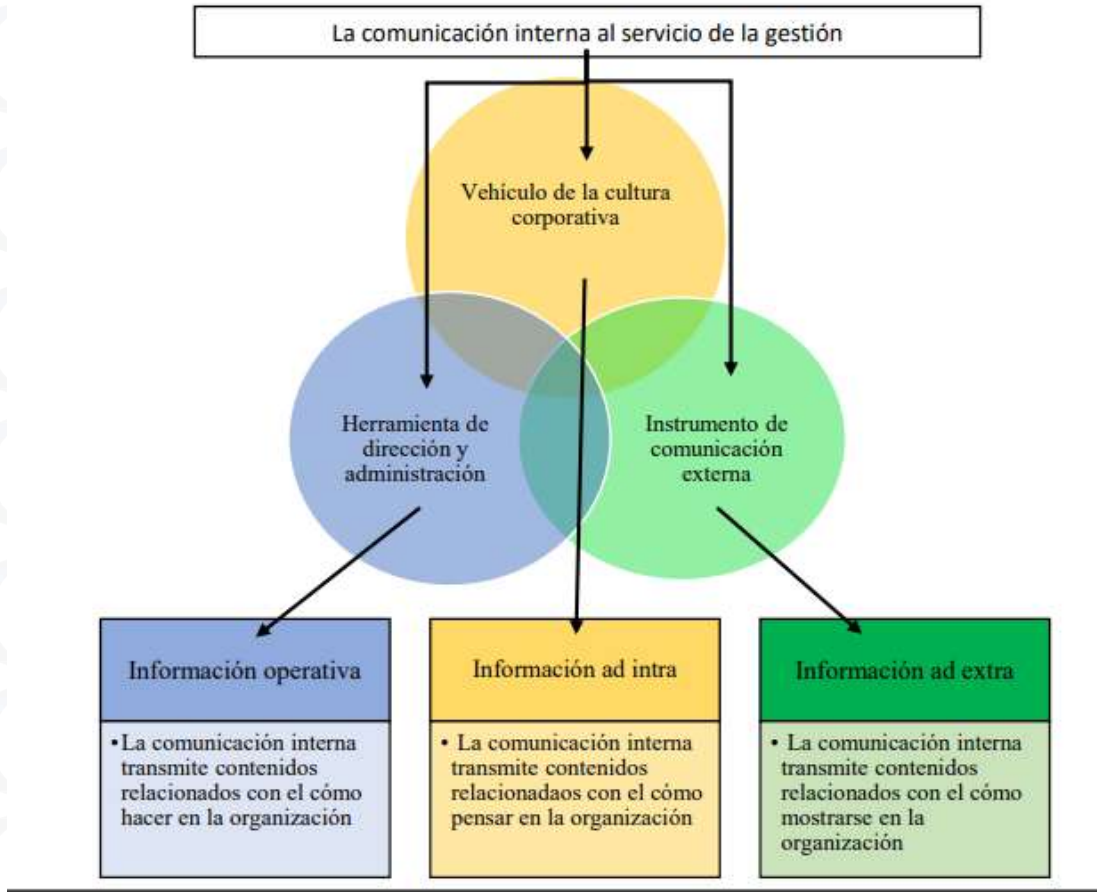 La comunicación interna al servicio de la gestión
Vehículo de la cultura
corporativa
Herramienta de
dirección y
administración
Instrumento de
comunicación
externa
Información operativa
•La comunicación interna
transmite contenidos
relacionados con el cómo
hacer en la organización
Información ad intra
• La comunicación interna
transmite contenidos
relacionadaos con el cómo
pensar en la organización
Información ad extra
• La comunicación interna
transmite contenidos
relacionados con el cómo
mostrarse en la
organización